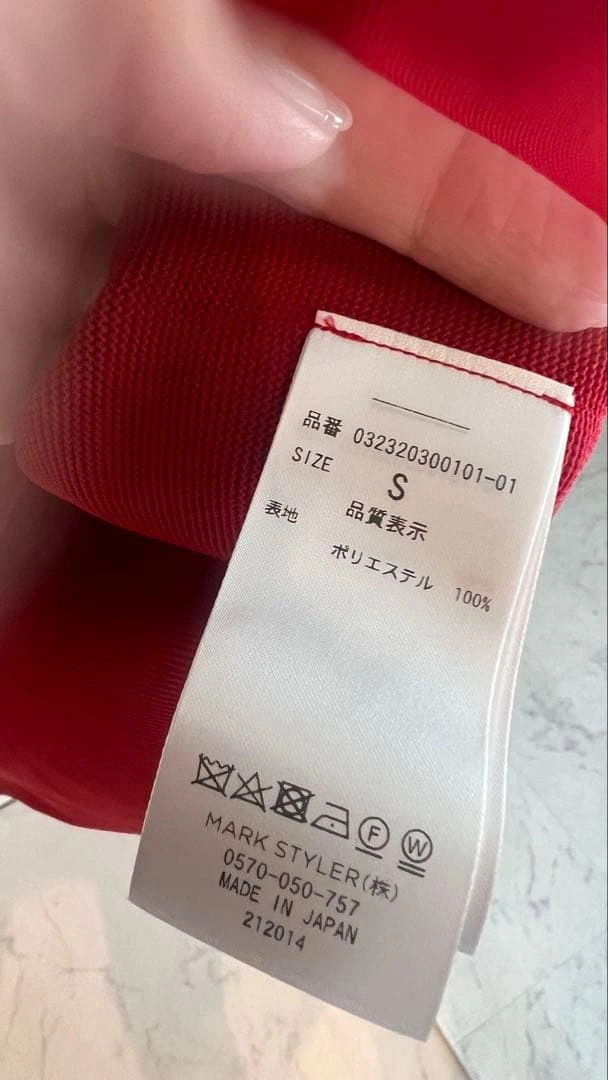 品番 032320300101-01
SIZE S
品質表示
表地
ポリエステル 100%
F W
MARK STYLER(株)
0570-050-757
MADE IN JAPAN
212014